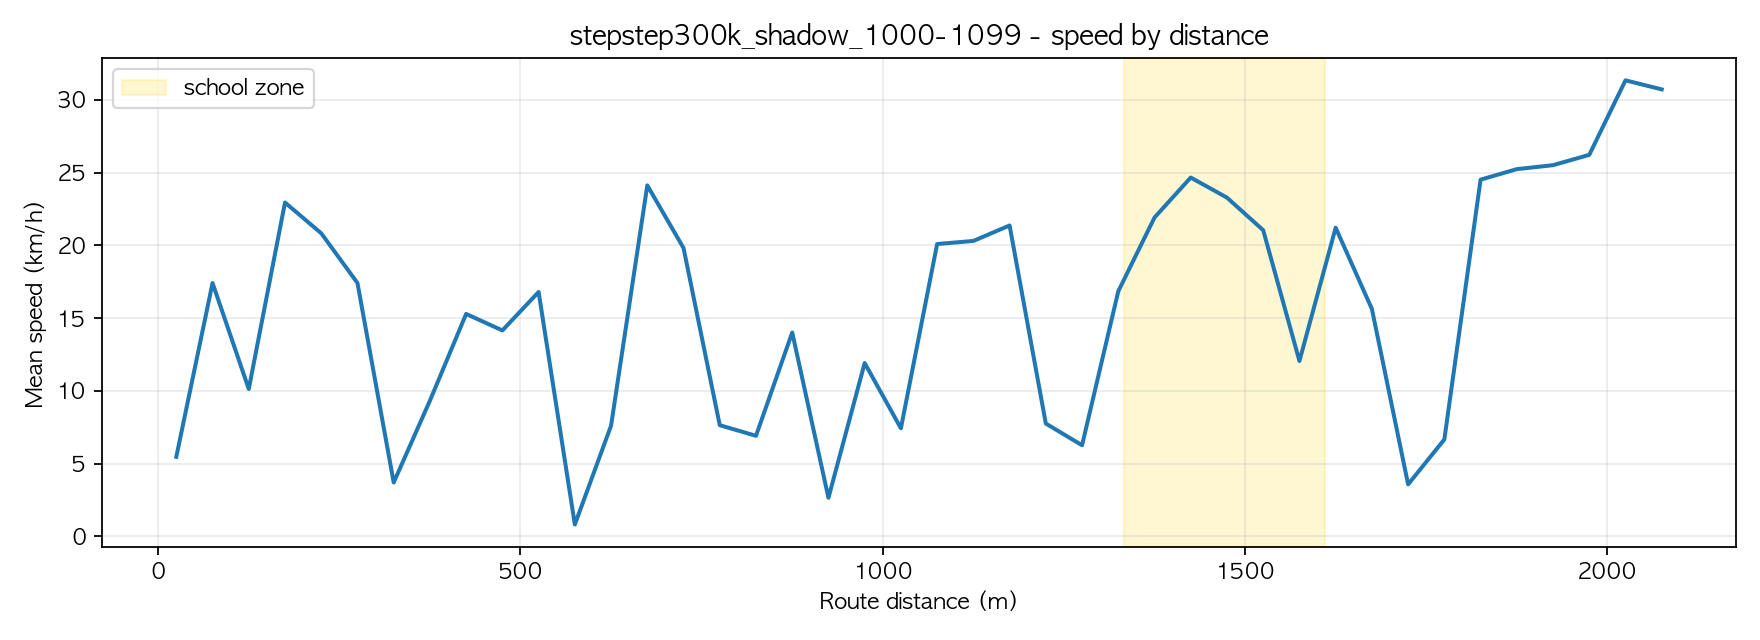 stepstep300k_shadow_1000-1099 - speed by distance
school zone
Mean speed (km/h)
30
25
20
15
10
5
0
0 500 1000 1500 2000
Route distance (m)